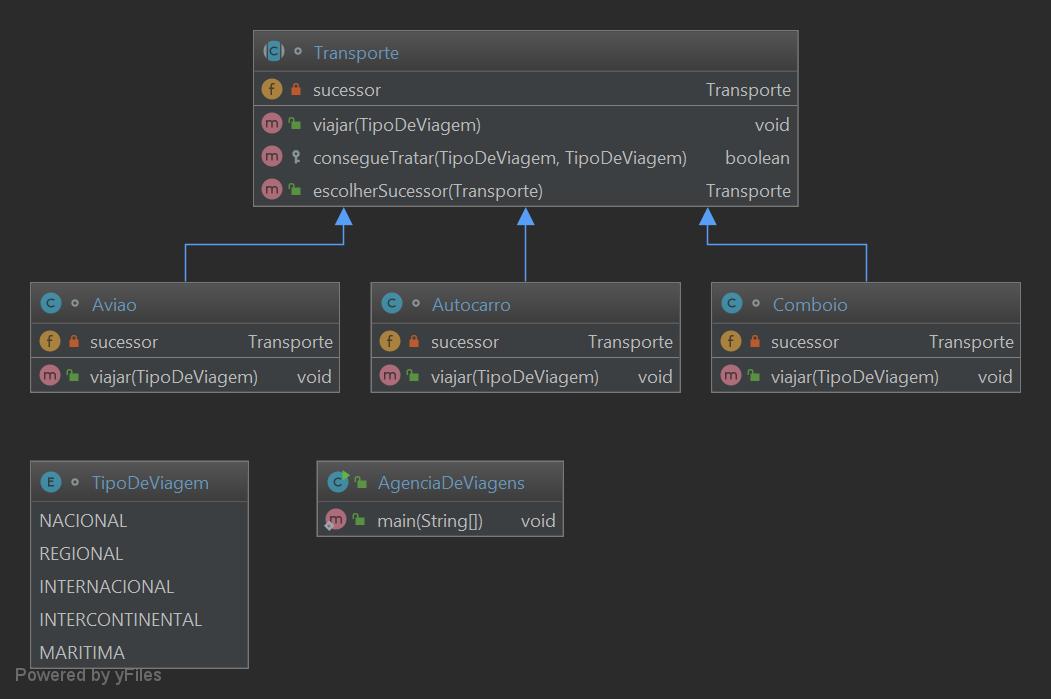 Transporte
sucessor Transporte
viajar(TipoDeViagem) void
consegueTratar(TipoDeViagem, TipoDeViagem) boolean
escolherSucessor(Transporte) Transporte
Aviao
sucessor Transporte
viajar(TipoDeViagem) void
Autocarro
sucessor Transporte
viajar(TipoDeViagem) void
Comboio
sucessor Transporte
viajar(TipoDeViagem) void
TipoDeViagem
NACIONAL
REGIONAL
INTERNACIONAL
INTERCONTINENTAL
MARITIMA
AgenciaDeViagens
main(String[]) void
Powered by yFiles